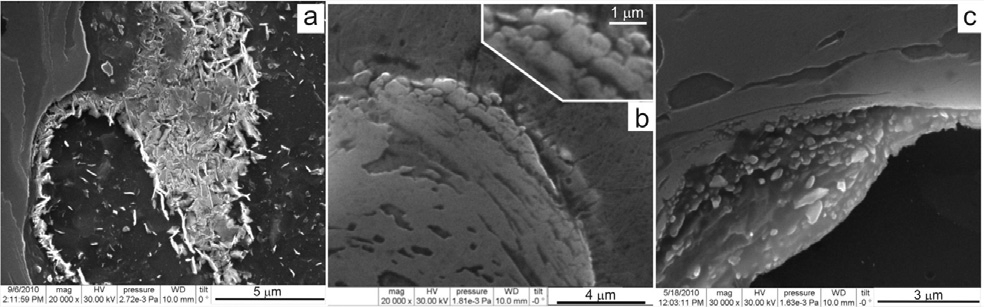 a
9/6/2010 mag HV pressure WD tilt 5 µm
2:11:59 PM 20 000 x 30.00 kV 2.72e-3 Pa 10.0 mm 0°
1 µm
b
mag HV pressure WD tilt 4 µm
20 000 x 30.00 kV 1.81e-3 Pa 10.0 mm -0°
c
5/18/2010 mag HV pressure WD tilt 3 µm
12:03:11 PM 30 000 x 30.00 kV 1.63e-3 Pa 10.0 mm -0°